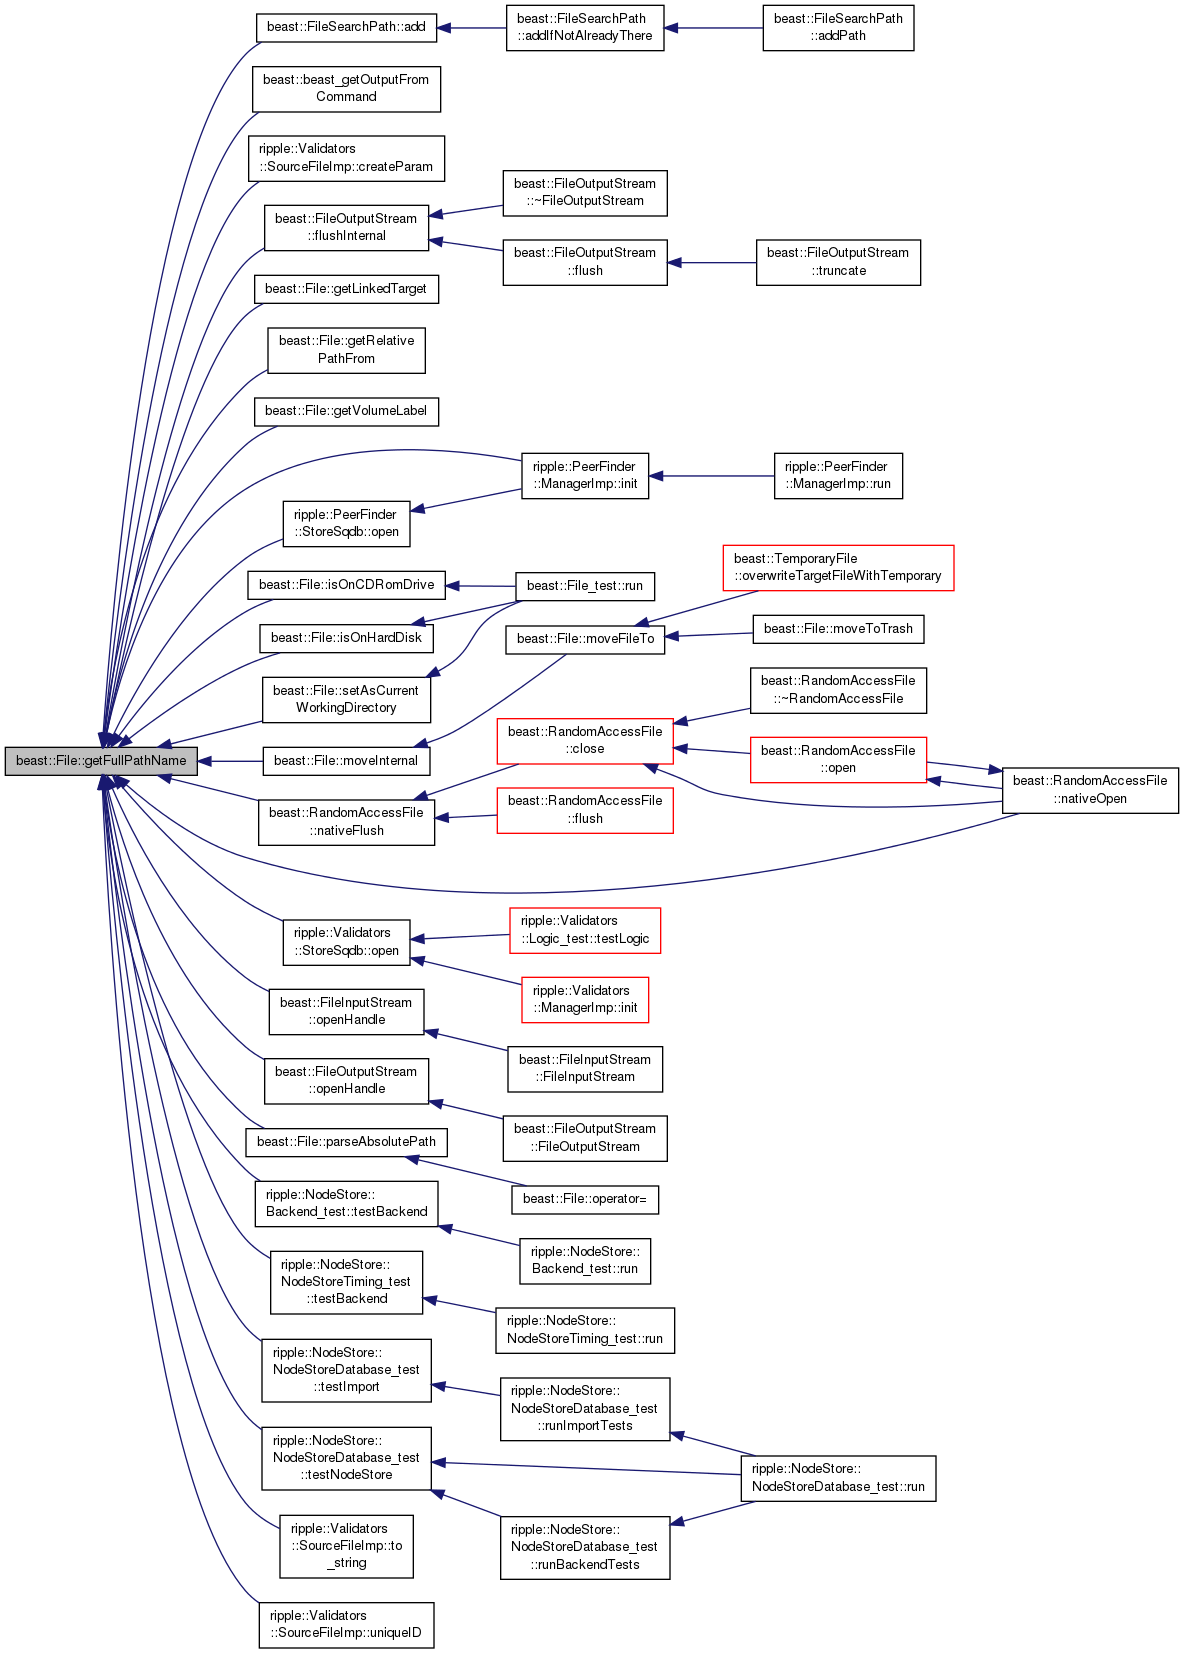 beast::File::getFullPathName
beast::FileSearchPath::add
beast::FileSearchPath
::addIfNotAlreadyThere
beast::FileSearchPath
::addPath
beast::beast_getOutputFrom
Command
ripple::Validators
::SourceFileImp::createParam
beast::FileOutputStream
::flushInternal
beast::FileOutputStream
::~FileOutputStream
beast::FileOutputStream
::flush
beast::FileOutputStream
::truncate
beast::File::getLinkedTarget
beast::File::getRelative
PathFrom
beast::File::getVolumeLabel
ripple::PeerFinder
::ManagerImp::init
ripple::PeerFinder
::ManagerImp::run
ripple::PeerFinder
::StoreSqdb::open
beast::File::isOnCDRomDrive
beast::File_test::run
beast::File::isOnHardDisk
beast::File::setAsCurrent
WorkingDirectory
beast::File::moveInternal
beast::File::moveFileTo
beast::TemporaryFile
::overwriteTargetFileWithTemporary
beast::File::moveToTrash
beast::RandomAccessFile
::nativeFlush
beast::RandomAccessFile
::close
beast::RandomAccessFile
::~RandomAccessFile
beast::RandomAccessFile
::open
beast::RandomAccessFile
::nativeOpen
beast::RandomAccessFile
::flush
ripple::Validators
::StoreSqdb::open
ripple::Validators
::Logic_test::testLogic
ripple::Validators
::ManagerImp::init
beast::FileInputStream
::openHandle
beast::FileInputStream
::FileInputStream
beast::FileOutputStream
::openHandle
beast::FileOutputStream
::FileOutputStream
beast::File::parseAbsolutePath
beast::File::operator=
ripple::NodeStore::
Backend_test::testBackend
ripple::NodeStore::
Backend_test::run
ripple::NodeStore::
NodeStoreTiming_test
::testBackend
ripple::NodeStore::
NodeStoreTiming_test::run
ripple::NodeStore::
NodeStoreDatabase_test
::testImport
ripple::NodeStore::
NodeStoreDatabase_test
::runImportTests
ripple::NodeStore::
NodeStoreDatabase_test::run
ripple::NodeStore::
NodeStoreDatabase_test
::testNodeStore
ripple::NodeStore::
NodeStoreDatabase_test
::runBackendTests
ripple::Validators
::SourceFileImp::to
_string
ripple::Validators
::SourceFileImp::uniqueID